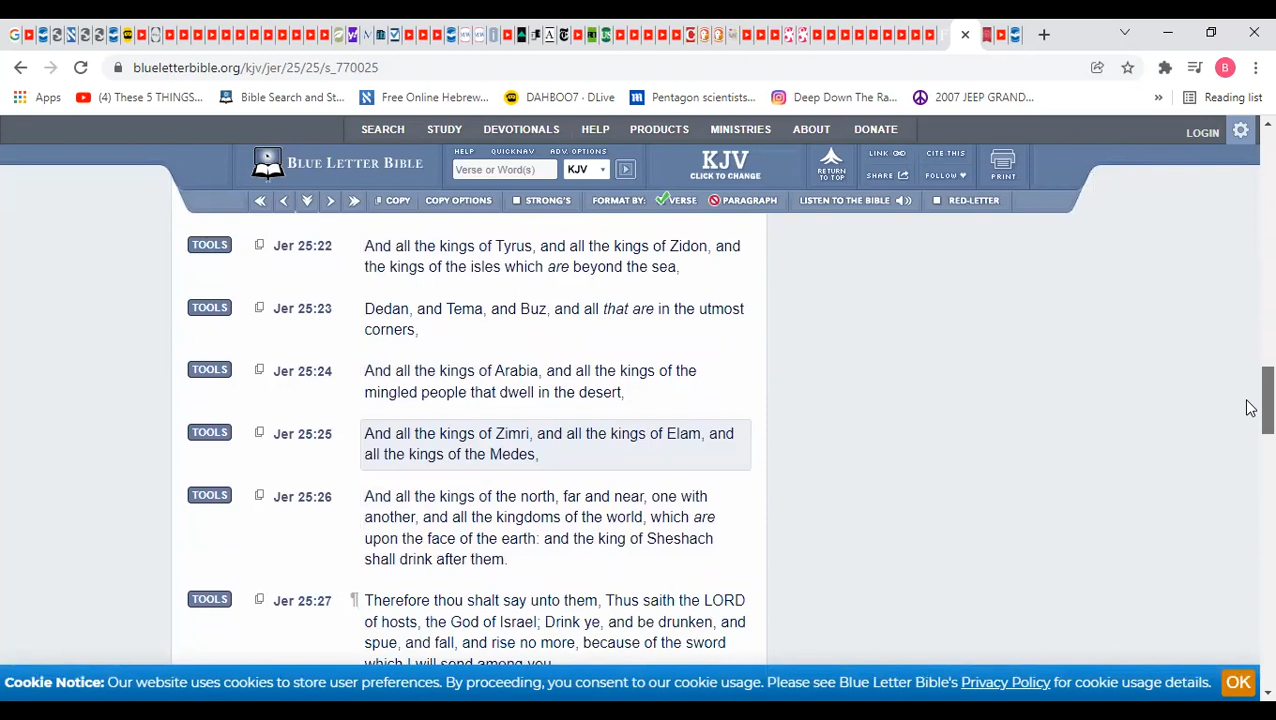 blueletterbible.org/kjv/jer/25/25/s_770025
B
Apps
(4) These 5 THINGS...
Bible Search and St...
Free Online Hebrew...
DAHBOO7 - DLive
Pentagon scientists...
Deep Down The Ra...
2007 JEEP GRAND...
»
Reading list
SEARCH STUDY DEVOTIONALS HELP PRODUCTS MINISTRIES ABOUT DONATE
LOGIN
HELP QUICKNAV ADV. OPTIONS
BLUE LETTER BIBLE
Verse or Word(s)
KJV
KJV
CLICK TO CHANGE
RETURN
TO TOP
LINK
CITE THIS
SHARE
FOLLOW
PRINT
COPY COPY OPTIONS STRONG'S FORMAT BY: VERSE PARAGRAPH LISTEN TO THE BIBLE RED-LETTER
TOOLS Jer 25:22 And all the kings of Tyrus, and all the kings of Zidon, and
the kings of the isles which are beyond the sea,
TOOLS Jer 25:23 Dedan, and Tema, and Buz, and all that are in the utmost
corners,
TOOLS Jer 25:24 And all the kings of Arabia, and all the kings of the
mingled people that dwell in the desert,
TOOLS Jer 25:25 And all the kings of Zimri, and all the kings of Elam, and
all the kings of the Medes,
TOOLS Jer 25:26 And all the kings of the north, far and near, one with
another, and all the kingdoms of the world, which are
upon the face of the earth: and the king of Sheshach
shall drink after them.
TOOLS Jer 25:27 ¶ Therefore thou shalt say unto them, Thus saith the LORD
of hosts, the God of Israel; Drink ye, and be drunken, and
spue, and fall, and rise no more, because of the sword
which I will send among you.
Cookie Notice: Our website uses cookies to store user preferences. By proceeding, you consent to our cookie usage. Please see Blue Letter Bible's Privacy Policy for cookie usage details. OK